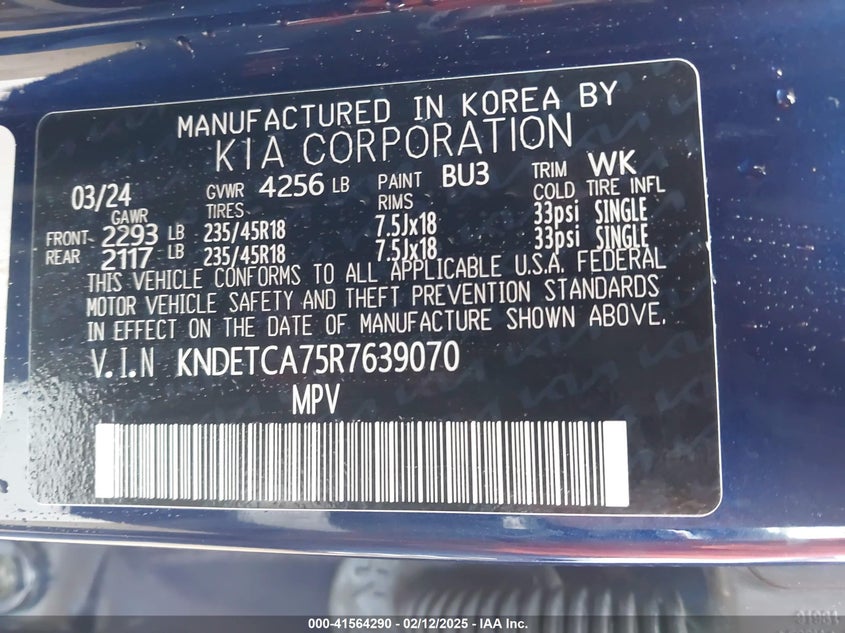 MANUFACTURED IN KOREA BY
KIA CORPORATION
03/24 GVWR 4256 LB PAINT BU3 TRIM WK
GAWR TIRES RIMS COLD TIRE INFL
FRONT- 2293 LB 235/45R18 7.5Jx18 33psi SINGLE
REAR 2117 LB 235/45R18 7.5Jx18 33psi SINGLE
THIS VEHICLE CONFORMS TO ALL APPLICABLE U.S.A. FEDERAL
MOTOR VEHICLE SAFETY AND THEFT PREVENTION STANDARDS
IN EFFECT ON THE DATE OF MANUFACTURE SHOWN ABOVE.
V.I.N KNDETCA75R7639070
MPV
000-41564290 - 02/12/2025 - IAA Inc.